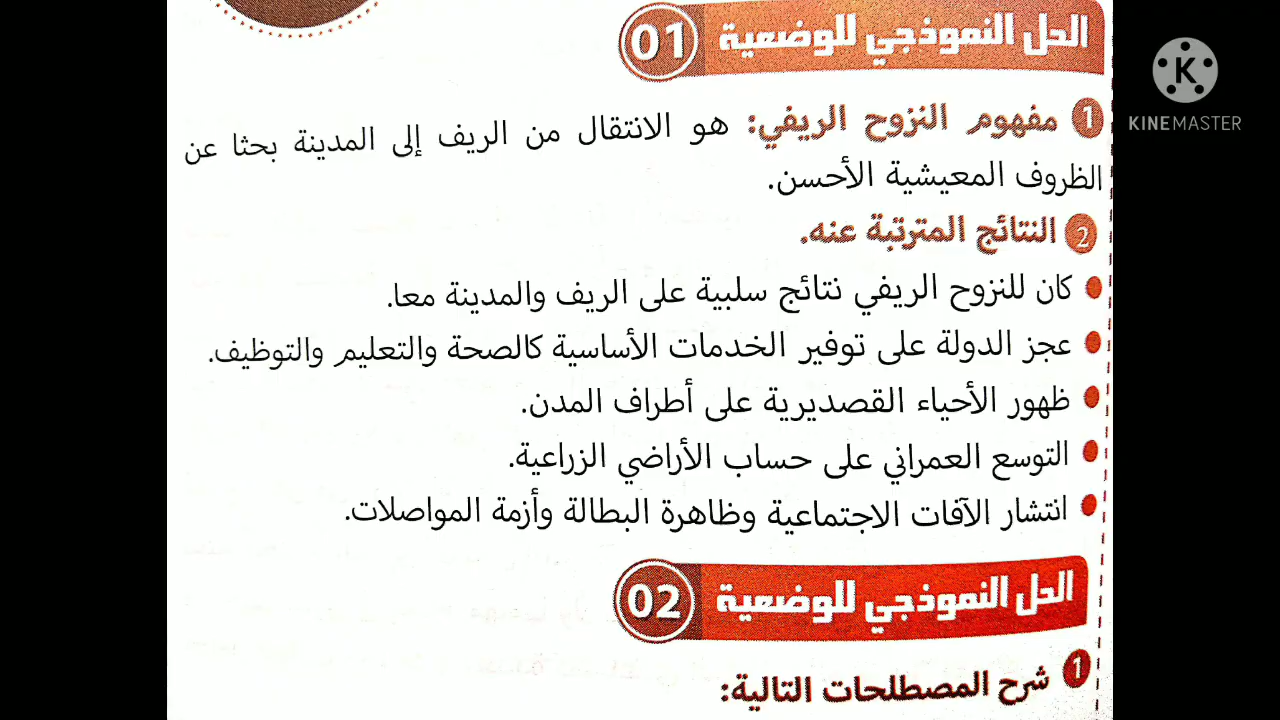 الحل النموذجي للوضعية 01
1 مفهوم النزوح الريفي: هو الانتقال من الريف إلى المدينة بحثا عن
الظروف المعيشية الأحسن.
2 النتائج المترتبة عنه.
كان للنزوح الريفي نتائج سلبية على الريف والمدينة معا.
عجز الدولة على توفير الخدمات الأساسية كالصحة والتعليم والتوظيف.
ظهور الأحياء القصديرية على أطراف المدن.
التوسع العمراني على حساب الأراضي الزراعية.
انتشار الآفات الاجتماعية وظاهرة البطالة وأزمة المواصلات.
الحل النموذجي للوضعية 02
1 شرح المصطلحات التالية:
K
KINEMASTER